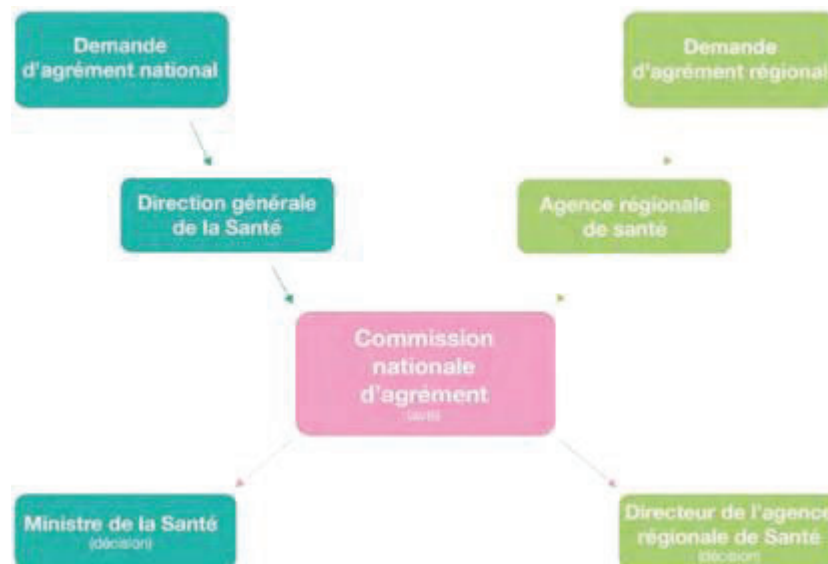 Demande
d'agrément national
Demande
d'agrément régional
Direction générale
de la Santé
Agence régionale
de santé
Commission
nationale
d'agrément
(avis)
Ministre de la Santé
(décision)
Directeur de l'agence
régionale de Santé
(décision)